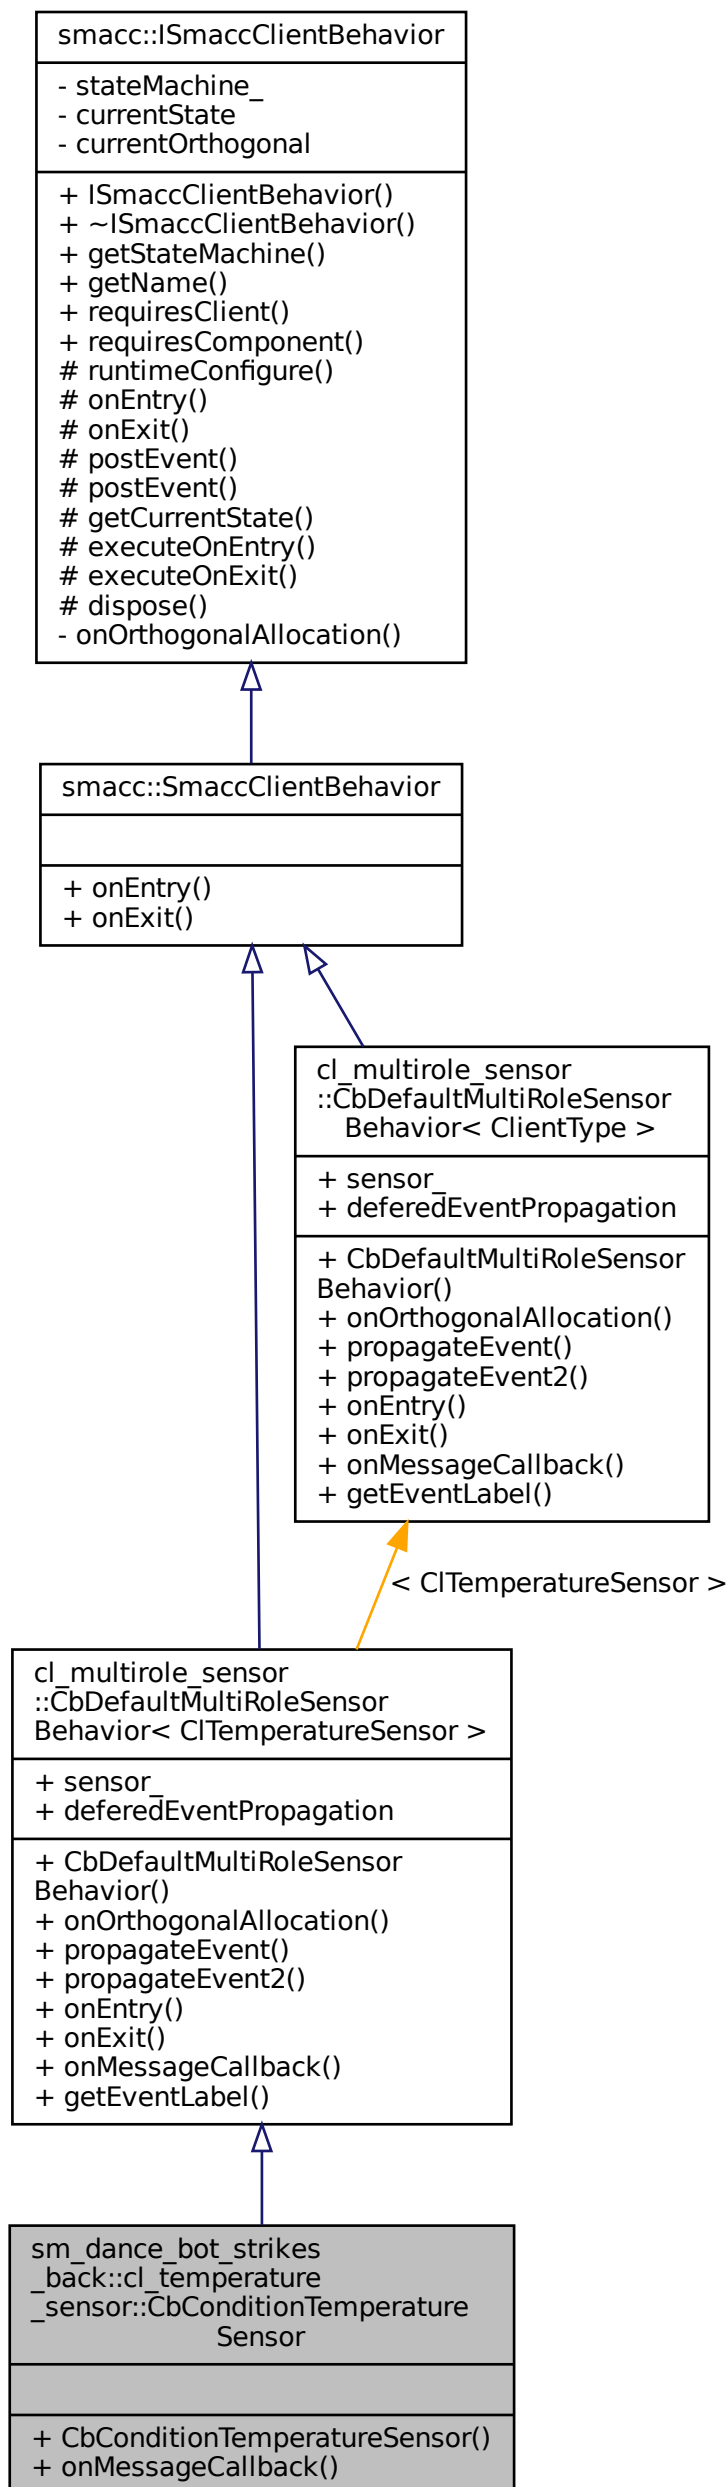 smacc::ISmaccClientBehavior
- stateMachine_
- currentState
- currentOrthogonal
+ ISmaccClientBehavior()
+ ~ISmaccClientBehavior()
+ getStateMachine()
+ getName()
+ requiresClient()
+ requiresComponent()
# runtimeConfigure()
# onEntry()
# onExit()
# postEvent()
# postEvent()
# getCurrentState()
# executeOnEntry()
# executeOnExit()
# dispose()
- onOrthogonalAllocation()
smacc::SmaccClientBehavior
+ onEntry()
+ onExit()
cl_multirole_sensor
::CbDefaultMultiRoleSensor
Behavior< ClientType >
+ sensor_
+ deferedEventPropagation
+ CbDefaultMultiRoleSensor
Behavior()
+ onOrthogonalAllocation()
+ propagateEvent()
+ propagateEvent2()
+ onEntry()
+ onExit()
+ onMessageCallback()
+ getEventLabel()
< ClTemperatureSensor >
cl_multirole_sensor
::CbDefaultMultiRoleSensor
Behavior< ClTemperatureSensor >
+ sensor_
+ deferedEventPropagation
+ CbDefaultMultiRoleSensor
Behavior()
+ onOrthogonalAllocation()
+ propagateEvent()
+ propagateEvent2()
+ onEntry()
+ onExit()
+ onMessageCallback()
+ getEventLabel()
sm_dance_bot_strikes
_back::cl_temperature
_sensor::CbConditionTemperature
Sensor
+ CbConditionTemperatureSensor()
+ onMessageCallback()